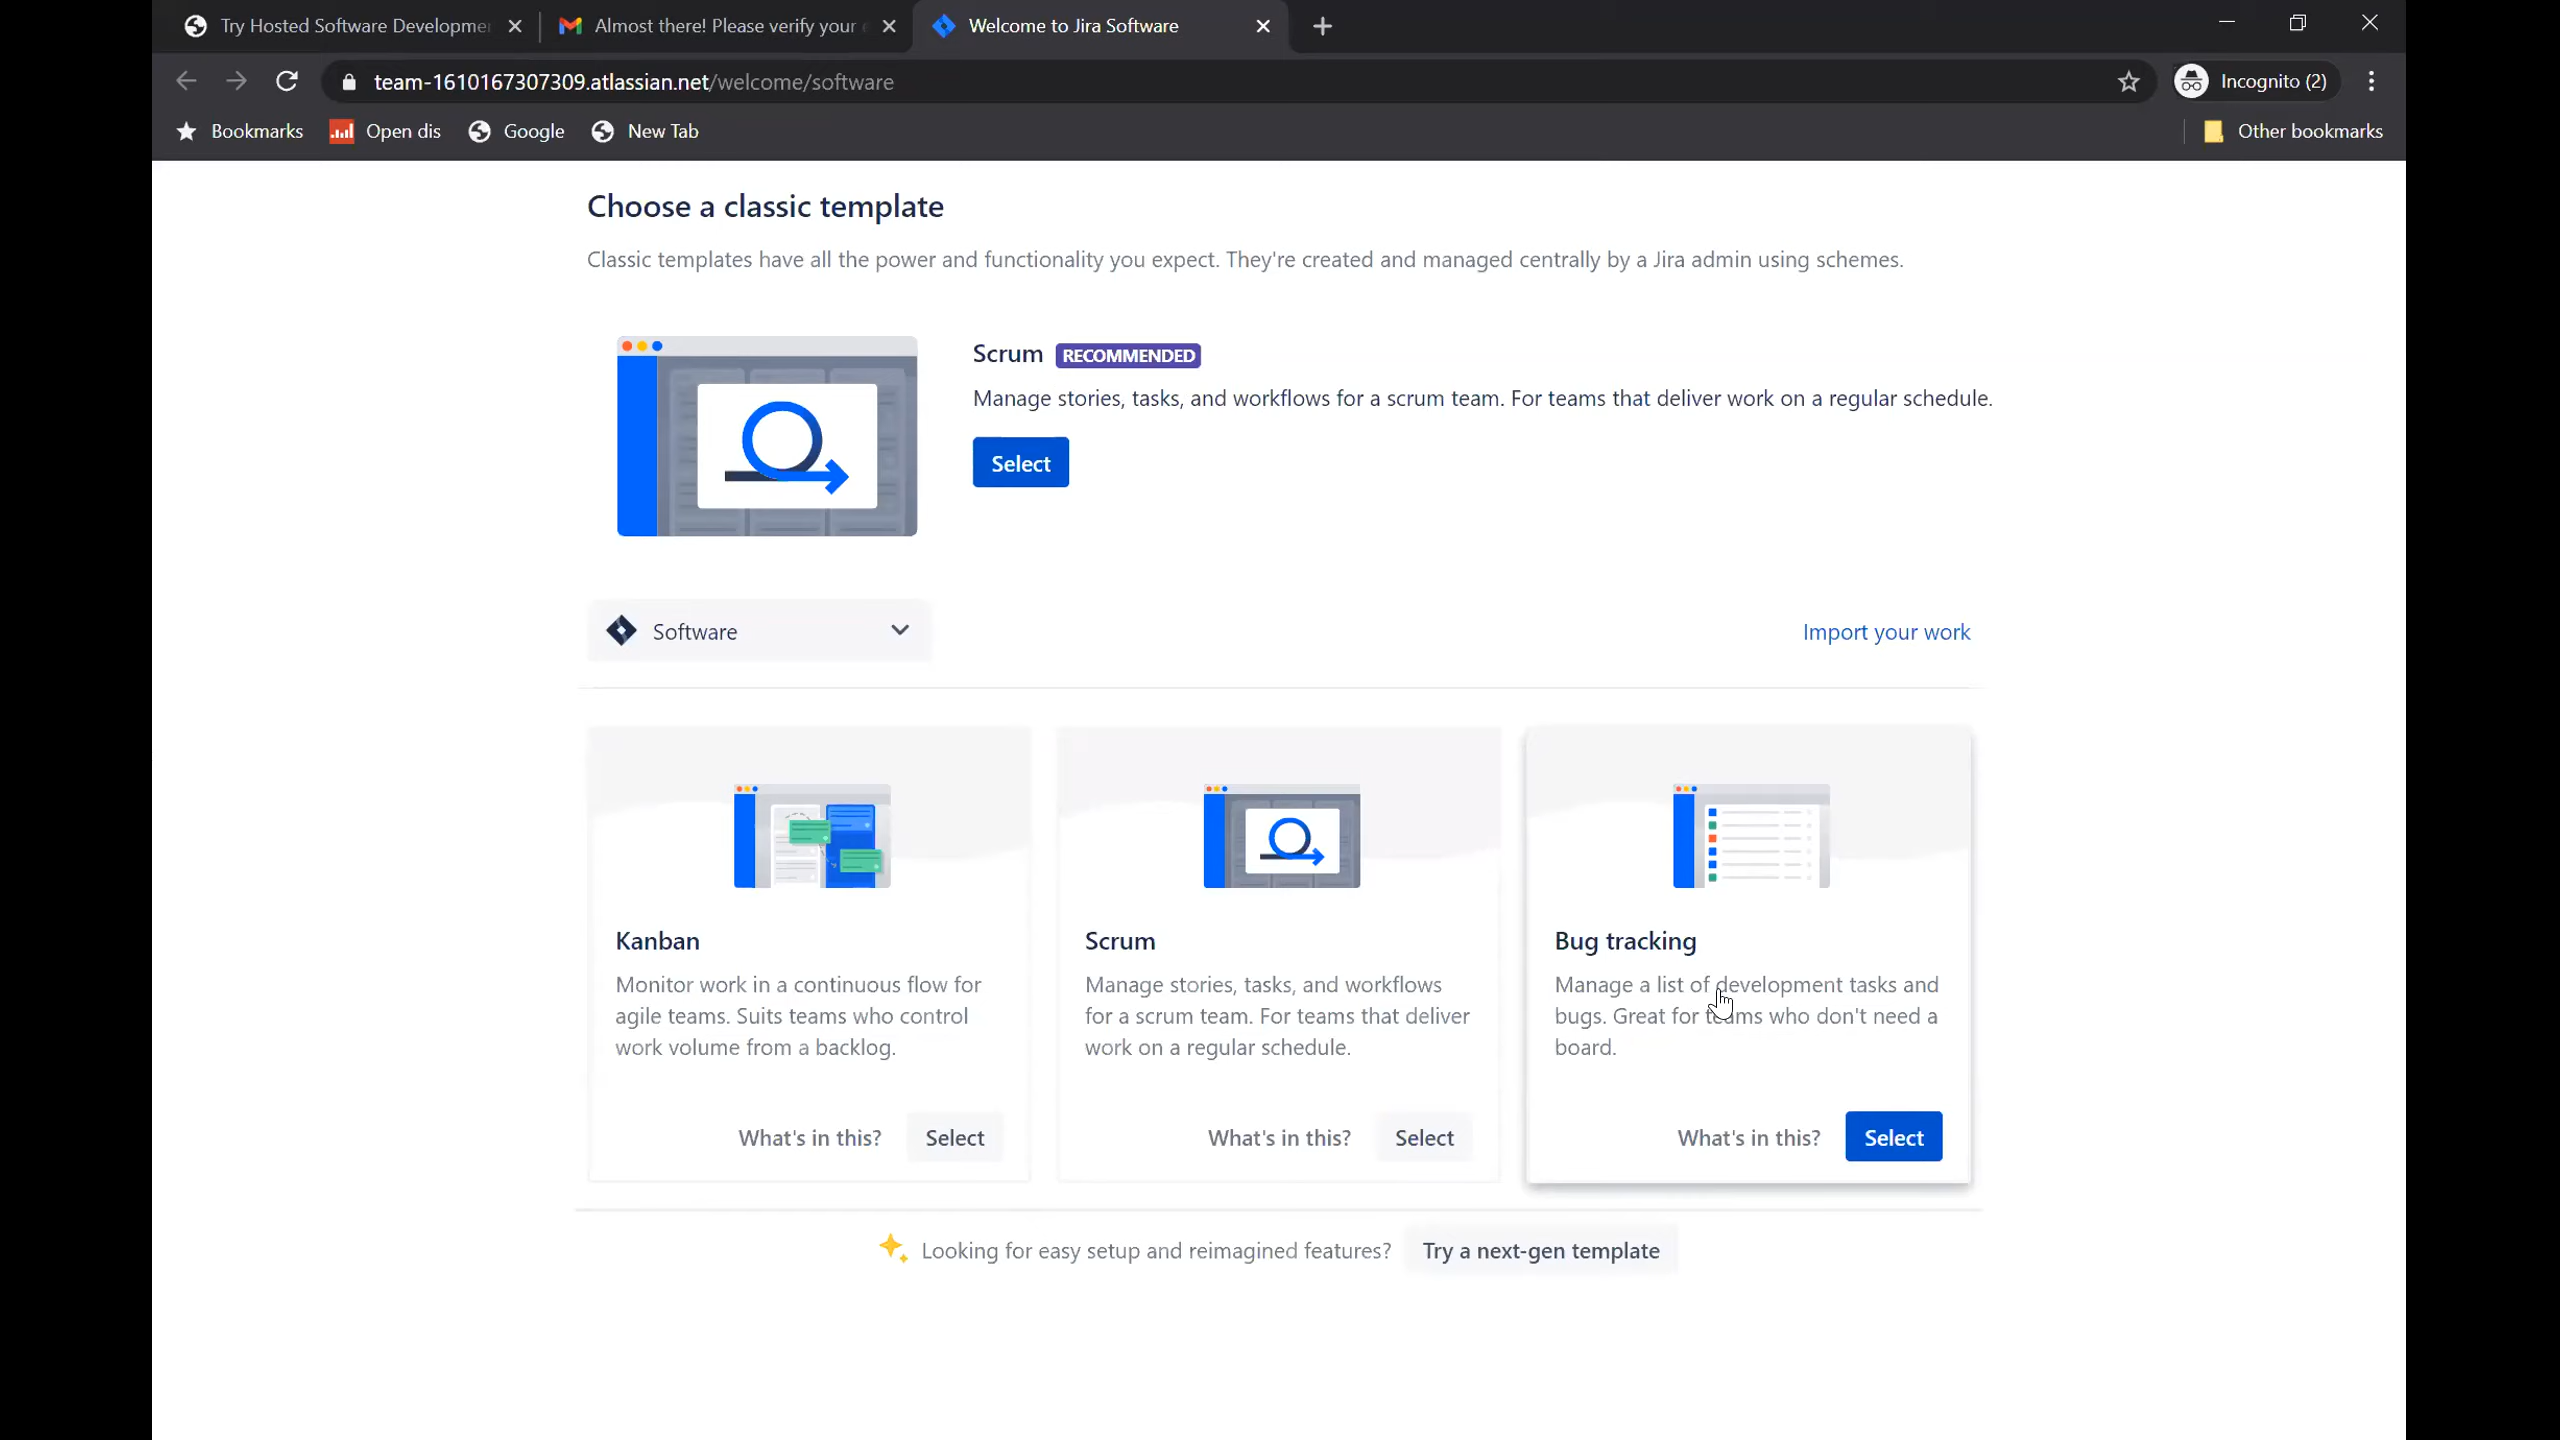 Try Hosted Software Developme
Almost there! Please verify your e
Welcome to Jira Software
team-1610167307309.atlassian.net/welcome/software
Incognito (2)
Bookmarks
Open dis
Google
New Tab
Other bookmarks
Choose a classic template
Classic templates have all the power and functionality you expect. They're created and managed centrally by a Jira admin using schemes.
Scrum RECOMMENDED
Manage stories, tasks, and workflows for a scrum team. For teams that deliver work on a regular schedule.
Select
Software
Import your work
Kanban
Monitor work in a continuous flow for
agile teams. Suits teams who control
work volume from a backlog.
What's in this?
Select
Scrum
Manage stories, tasks, and workflows
for a scrum team. For teams that deliver
work on a regular schedule.
What's in this?
Select
Bug tracking
Manage a list of development tasks and
bugs. Great for teams who don't need a
board.
What's in this?
Select
Looking for easy setup and reimagined features?
Try a next-gen template